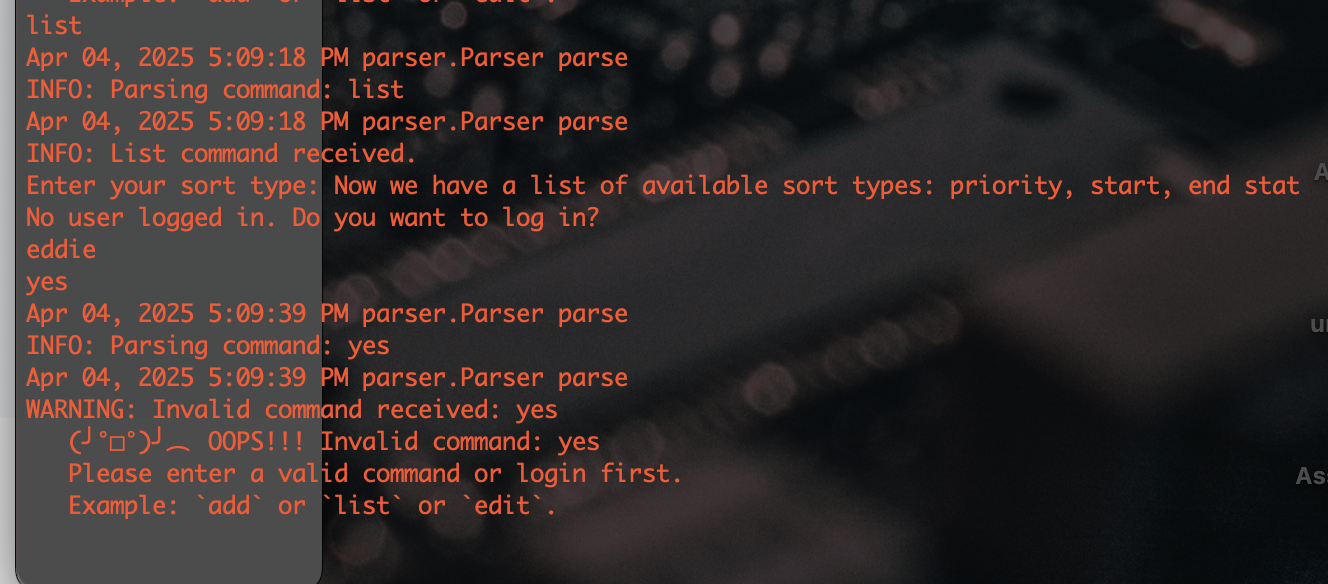 Example: `add` or `list` or `edit`.
list
Apr 04, 2025 5:09:18 PM parser.Parser parse
INFO: Parsing command: list
Apr 04, 2025 5:09:18 PM parser.Parser parse
INFO: List command received.
Enter your sort type: Now we have a list of available sort types: priority, start, end stat
No user logged in. Do you want to log in?
eddie
yes
Apr 04, 2025 5:09:39 PM parser.Parser parse
INFO: Parsing command: yes
Apr 04, 2025 5:09:39 PM parser.Parser parse
WARNING: Invalid command received: yes
(╯°□°)╯︵ OOPS!!! Invalid command: yes
Please enter a valid command or login first.
Example: `add` or `list` or `edit`.